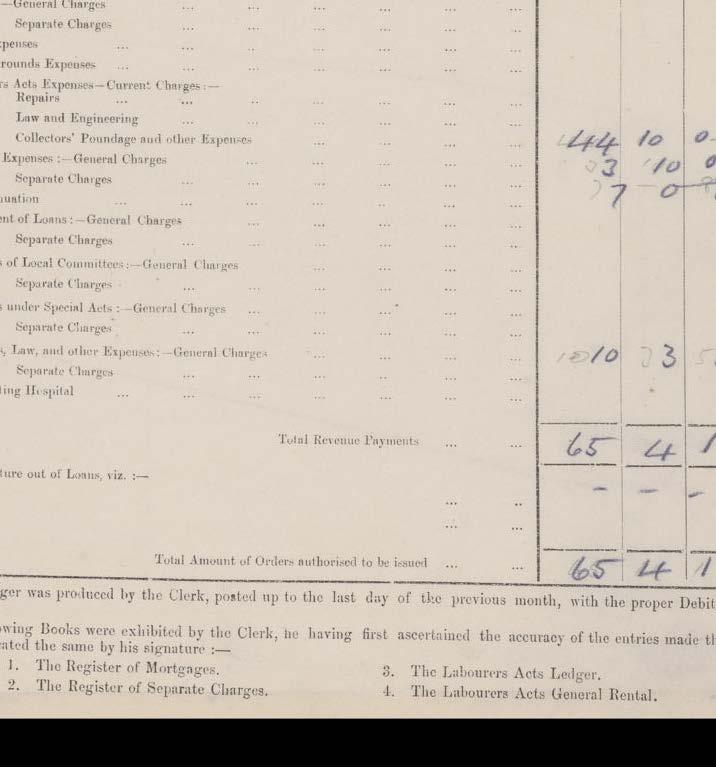 —General Charges ... ... ... ... ... ...
Separate Charges ... ... ... ... ... ...
penses ... ... .. ... ... ... ...
rounds Expenses ... ... ... ... ... ... ...
rs Acts Expenses—Current Charges:—
Repairs ... ... .. ... ... ... ...
Law and Engineering ... ... ... ... ... ...
Collectors' Poundage and other Expenses ... ... ... ... 44 10 0
Expenses :—General Charges ... ... ... ... ... 3 10 0
Separate Charges ... ... ... ... ... ... 7 0
uation ... ... ... ... .. ... ...
ent of Loans:—General Charges ... ... ... ... ...
Separate Charges ... ... ... ... ... ...
s of Local Committees:—General Charges ... ... ... ...
Separate Charges ... ... ... ... ... ...
s under Special Acts :—General Charges ... ... ... ... ...
Separate Charges ... ... ... ... ... ...
s, Law, and other Expenses:—General Charges ... ... ... ... 10 3
Separate Charges ... ... ... ... ... ...
ting Hospital ... ... ... ... ... ... ...
Total Revenue Payments ... ... 65 4 1
ture out of Loans, viz. :— – – –
... ..
... ...
Total Amount of Orders authorised to be issued ... ... 65 4 1
ger was produced by the Clerk, posted up to the last day of the previous month, with the proper Debit
owing Books were exhibited by the Clerk, he having first ascertained the accuracy of the entries made th
ated the same by his signature :—
1. The Register of Mortgages. 3. The Labourers Acts Ledger.
2. The Register of Separate Charges. 4. The Labourers Acts General Rental.